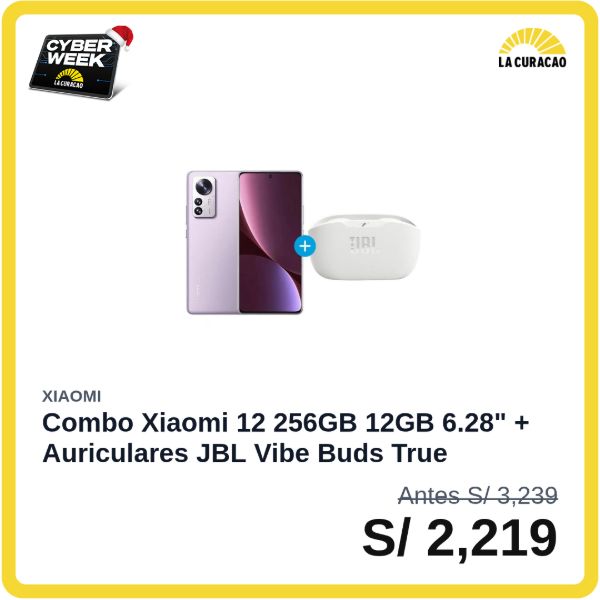 CYBER
WEEK
LA CURACAO
LA CURACAO
JBL
XIAOMI
Combo Xiaomi 12 256GB 12GB 6.28" +
Auriculares JBL Vibe Buds True
Antes S/ 3,239
S/ 2,219